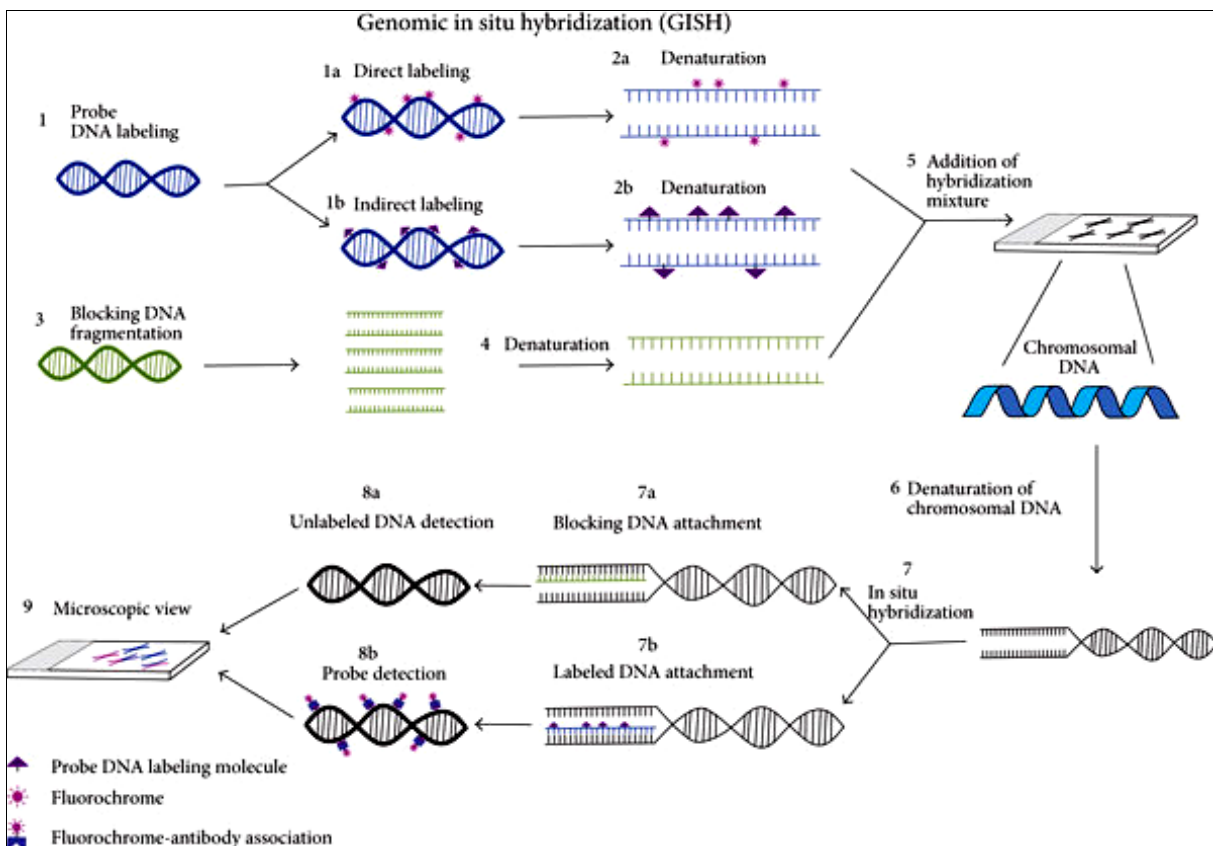 Genomic in situ hybridization (GISH)
1 Probe
DNA labeling
1a Direct labeling
2a Denaturation
1b Indirect labeling
2b Denaturation
3 Blocking DNA
fragmentation
4 Denaturation
5 Addition of
hybridization
mixture
Chromosomal
DNA
6 Denaturation of
chromosomal DNA
7
In situ
hybridization
7a
Blocking DNA attachment
7b
Labeled DNA attachment
8a
Unlabeled DNA detection
8b
Probe detection
9 Microscopic view
Probe DNA labeling molecule
Fluorochrome
Fluorochrome-antibody association